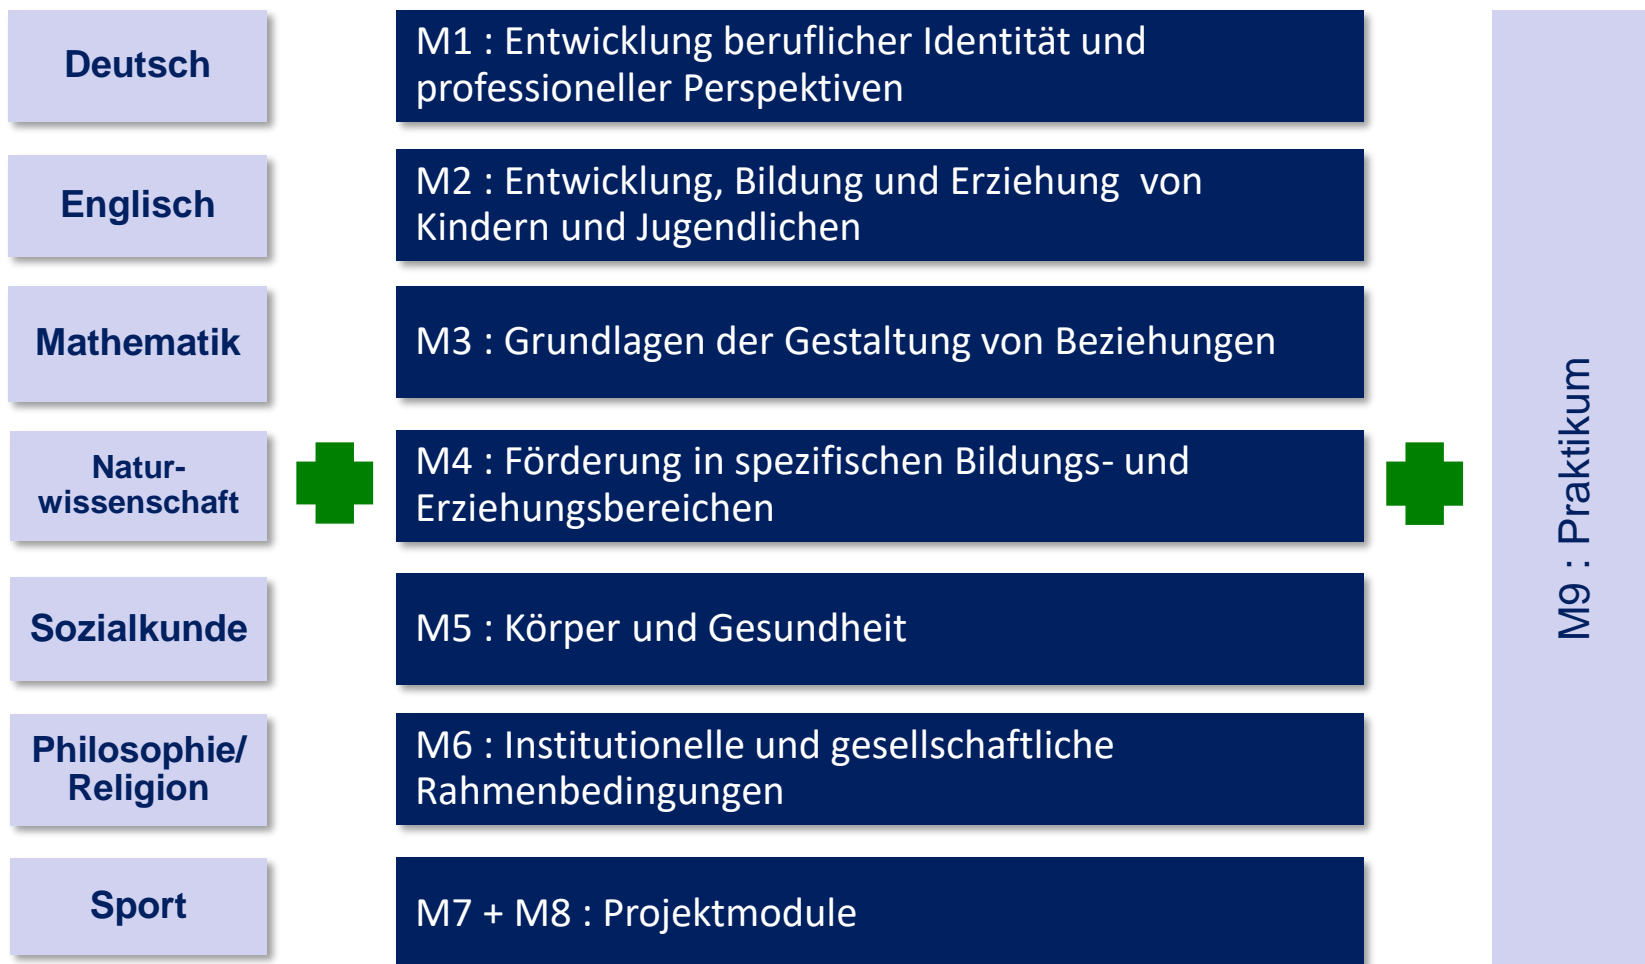 Deutsch
M1 : Entwicklung beruflicher Identität und
professioneller Perspektiven
Englisch
M2 : Entwicklung, Bildung und Erziehung  von
Kindern und Jugendlichen
Mathematik
M3 : Grundlagen der Gestaltung von Beziehungen
Natur-
wissenschaft
M4 : Förderung in spezifischen Bildungs- und
Erziehungsbereichen
Sozialkunde
M5 : Körper und Gesundheit
Philosophie/
Religion
M6 : Institutionelle und gesellschaftliche
Rahmenbedingungen
Sport
M7 + M8 : Projektmodule
M9 : Praktikum